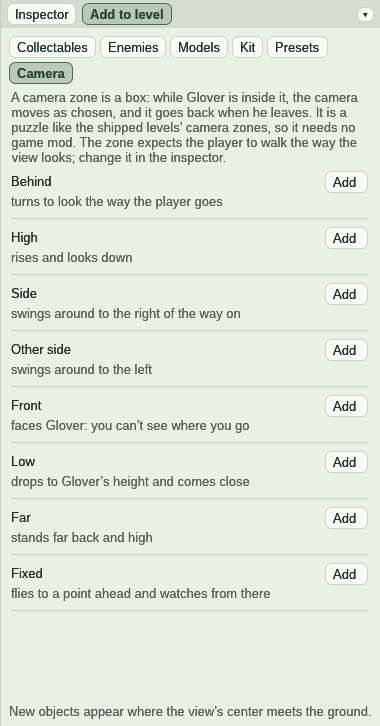 Inspector
Add to level
▾
Collectables
Enemies
Models
Kit
Presets
Camera
A camera zone is a box: while Glover is inside it, the camera
moves as chosen, and it goes back when he leaves. It is a
puzzle like the shipped levels’ camera zones, so it needs no
game mod. The zone expects the player to walk the way the
view looks; change it in the inspector.
Behind
Add
turns to look the way the player goes
High
Add
rises and looks down
Side
Add
swings around to the right of the way on
Other side
Add
swings around to the left
Front
Add
faces Glover: you can’t see where you go
Low
Add
drops to Glover’s height and comes close
Far
Add
stands far back and high
Fixed
Add
flies to a point ahead and watches from there
New objects appear where the view’s center meets the ground.